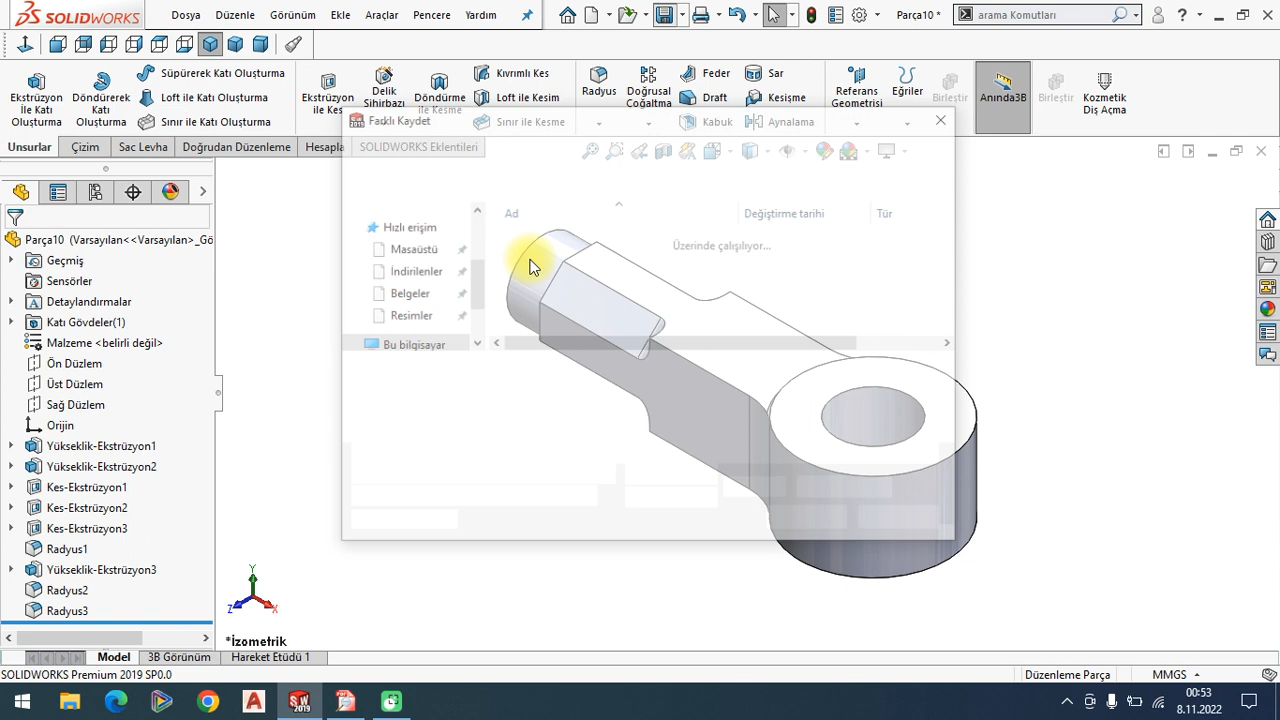 SOLIDWORKS
Dosya
Düzenle
Görünüm
Ekle
Araçlar
Pencere
Yardım
Parça10 *
arama Komutları
Ekstrüzyon
ile Katı
Oluşturma
Döndürerek
Katı
Oluşturma
Süpürerek Katı Oluşturma
Loft ile Katı Oluşturma
Sınır ile Katı Oluşturma
Ekstrüzyon
ile Kes
Delik
Sihirbazı
Döndürme
ile Kesme
Kıvrımlı Kes
Loft ile Kesim
Sınır ile Kesme
Radyus
Doğrusal
Çoğaltma
Feder
Draft
Kabuk
Sar
Kesişme
Aynalama
Referans
Geometrisi
Eğriler
Birleştir
Anında3B
Birleştir
Kozmetik
Diş Açma
Unsurlar
Çizim
Sac Levha
Doğrudan Düzenleme
Hesapla
SOLIDWORKS Eklentileri
Farklı Kaydet
Ad
Değiştirme tarihi
Tür
Üzerinde çalışılıyor...
Hızlı erişim
Masaüstü
İndirilenler
Belgeler
Resimler
Bu bilgisayar
Parça10 (Varsayılan<<Varsayılan>_Gö
Geçmiş
Sensörler
Detaylandırmalar
Katı Gövdeler(1)
Malzeme <belirli değil>
Ön Düzlem
Üst Düzlem
Sağ Düzlem
Orijin
Yükseklik-Ekstrüzyon1
Yükseklik-Ekstrüzyon2
Kes-Ekstrüzyon1
Kes-Ekstrüzyon2
Kes-Ekstrüzyon3
Radyus1
Yükseklik-Ekstrüzyon3
Radyus2
Radyus3
Y
Z
X
*İzometrik
Model
3B Görünüm
Hareket Etüdü 1
SOLIDWORKS Premium 2019 SP0.0
Düzenleme Parça
MMGS
00:53
8.11.2022